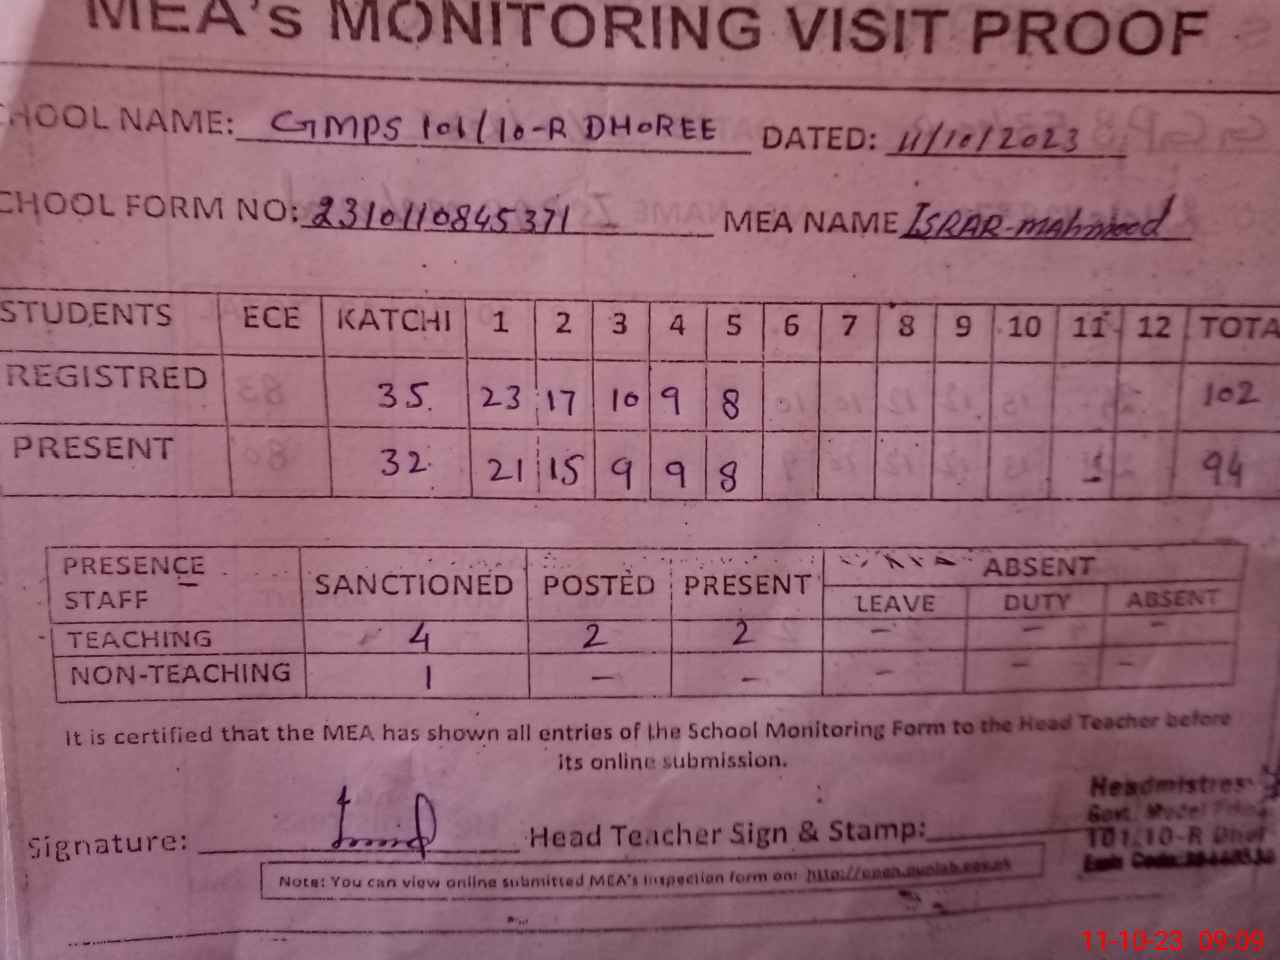 MEA's MONITORING VISIT PROOF
CHOOL NAME: GMPS 101/10-R DHOREE DATED: 11/10/2023
CHOOL FORM NO: 2310110845371 MEA NAME ISRAR-mahmood
STUDENTS ECE KATCHI 1 2 3 4 5 6 7 8 9 10 11 12 TOTA
REGISTRED 35 23 17 10 9 8 102
PRESENT 32 21 15 9 9 8 94
PRESENCE STAFF SANCTIONED POSTED PRESENT ABSENT
LEAVE DUTY ABSENT
TEACHING 4 2 2 - - -
NON-TEACHING 1 - - - - -
It is certified that the MEA has shown all entries of the School Monitoring Form to the Head Teacher before
its online submission.
Signature: Head Teacher Sign & Stamp:
Headmistres
Govt. Model
101/10-R
Note: You can view online submitted MEA's Inspection form on:
11-10-23 09:09